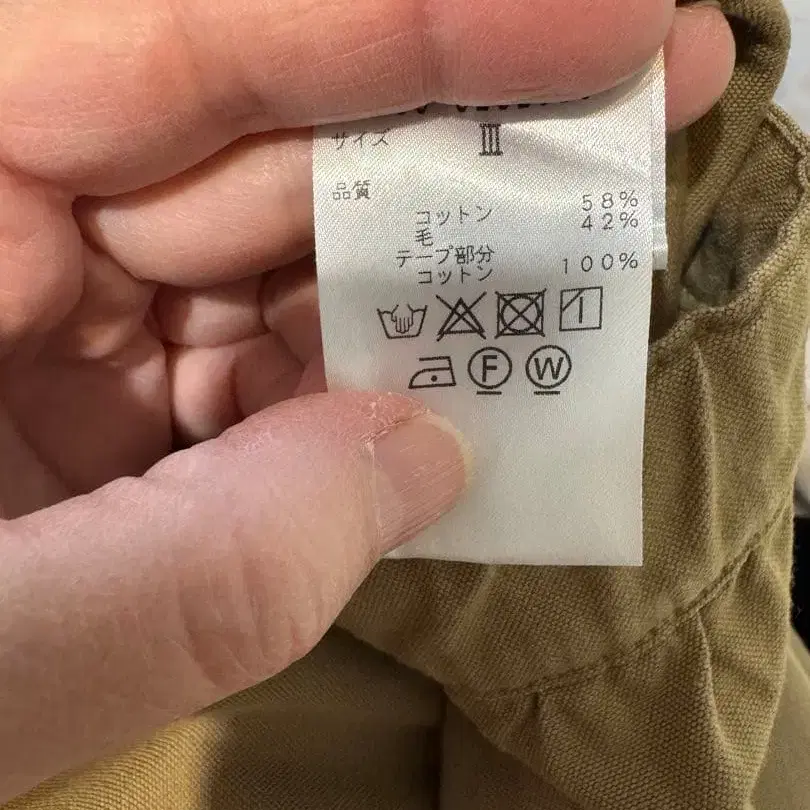 サイズ Ⅲ
品質
コットン 58%
毛 42%
テープ部分
コットン 100%
F W